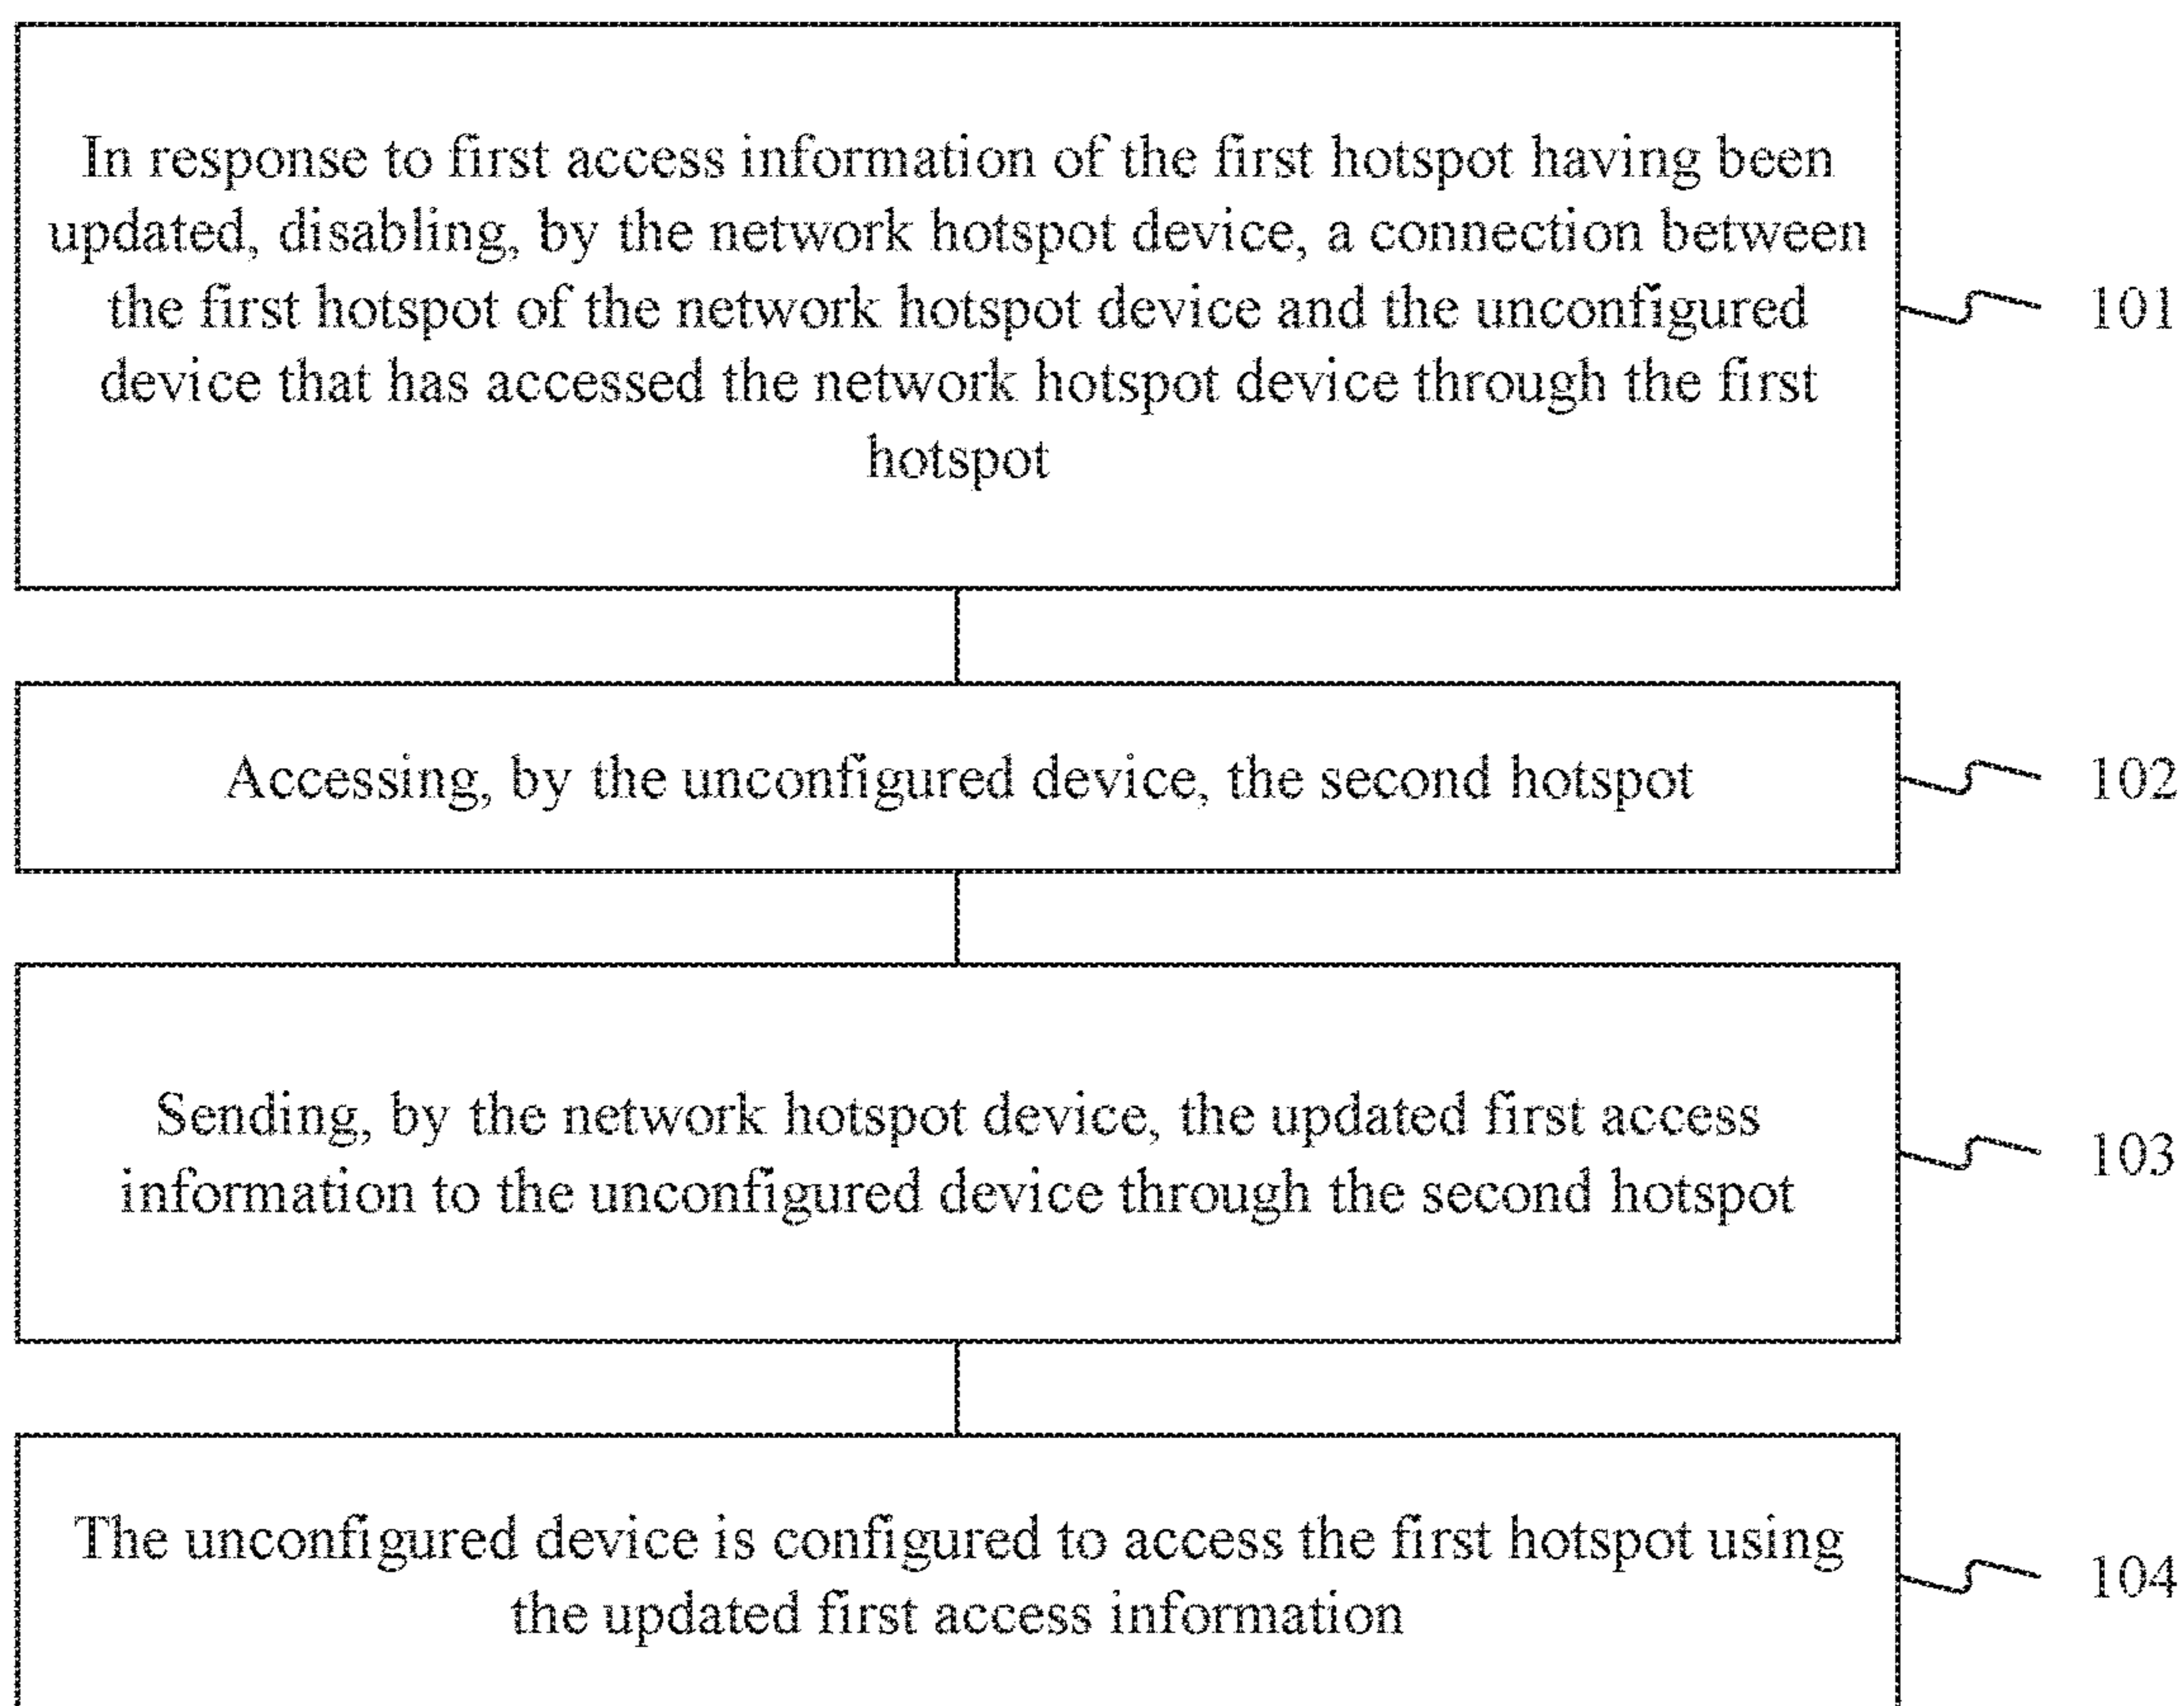 In response to first access information of the first hotspot having been
updated, disabling, by the network hotspot device, a connection between
the first hotspot of the network hotspot device and the unconfigured
device that has accessed the network hotspot device through the first
hotspot
101
Accessing, by the unconfigured device, the second hotspot
102
Sending, by the network hotspot device, the updated first access
information to the unconfigured device through the second hotspot
103
The unconfigured device is configured to access the first hotspot using
the updated first access information
104